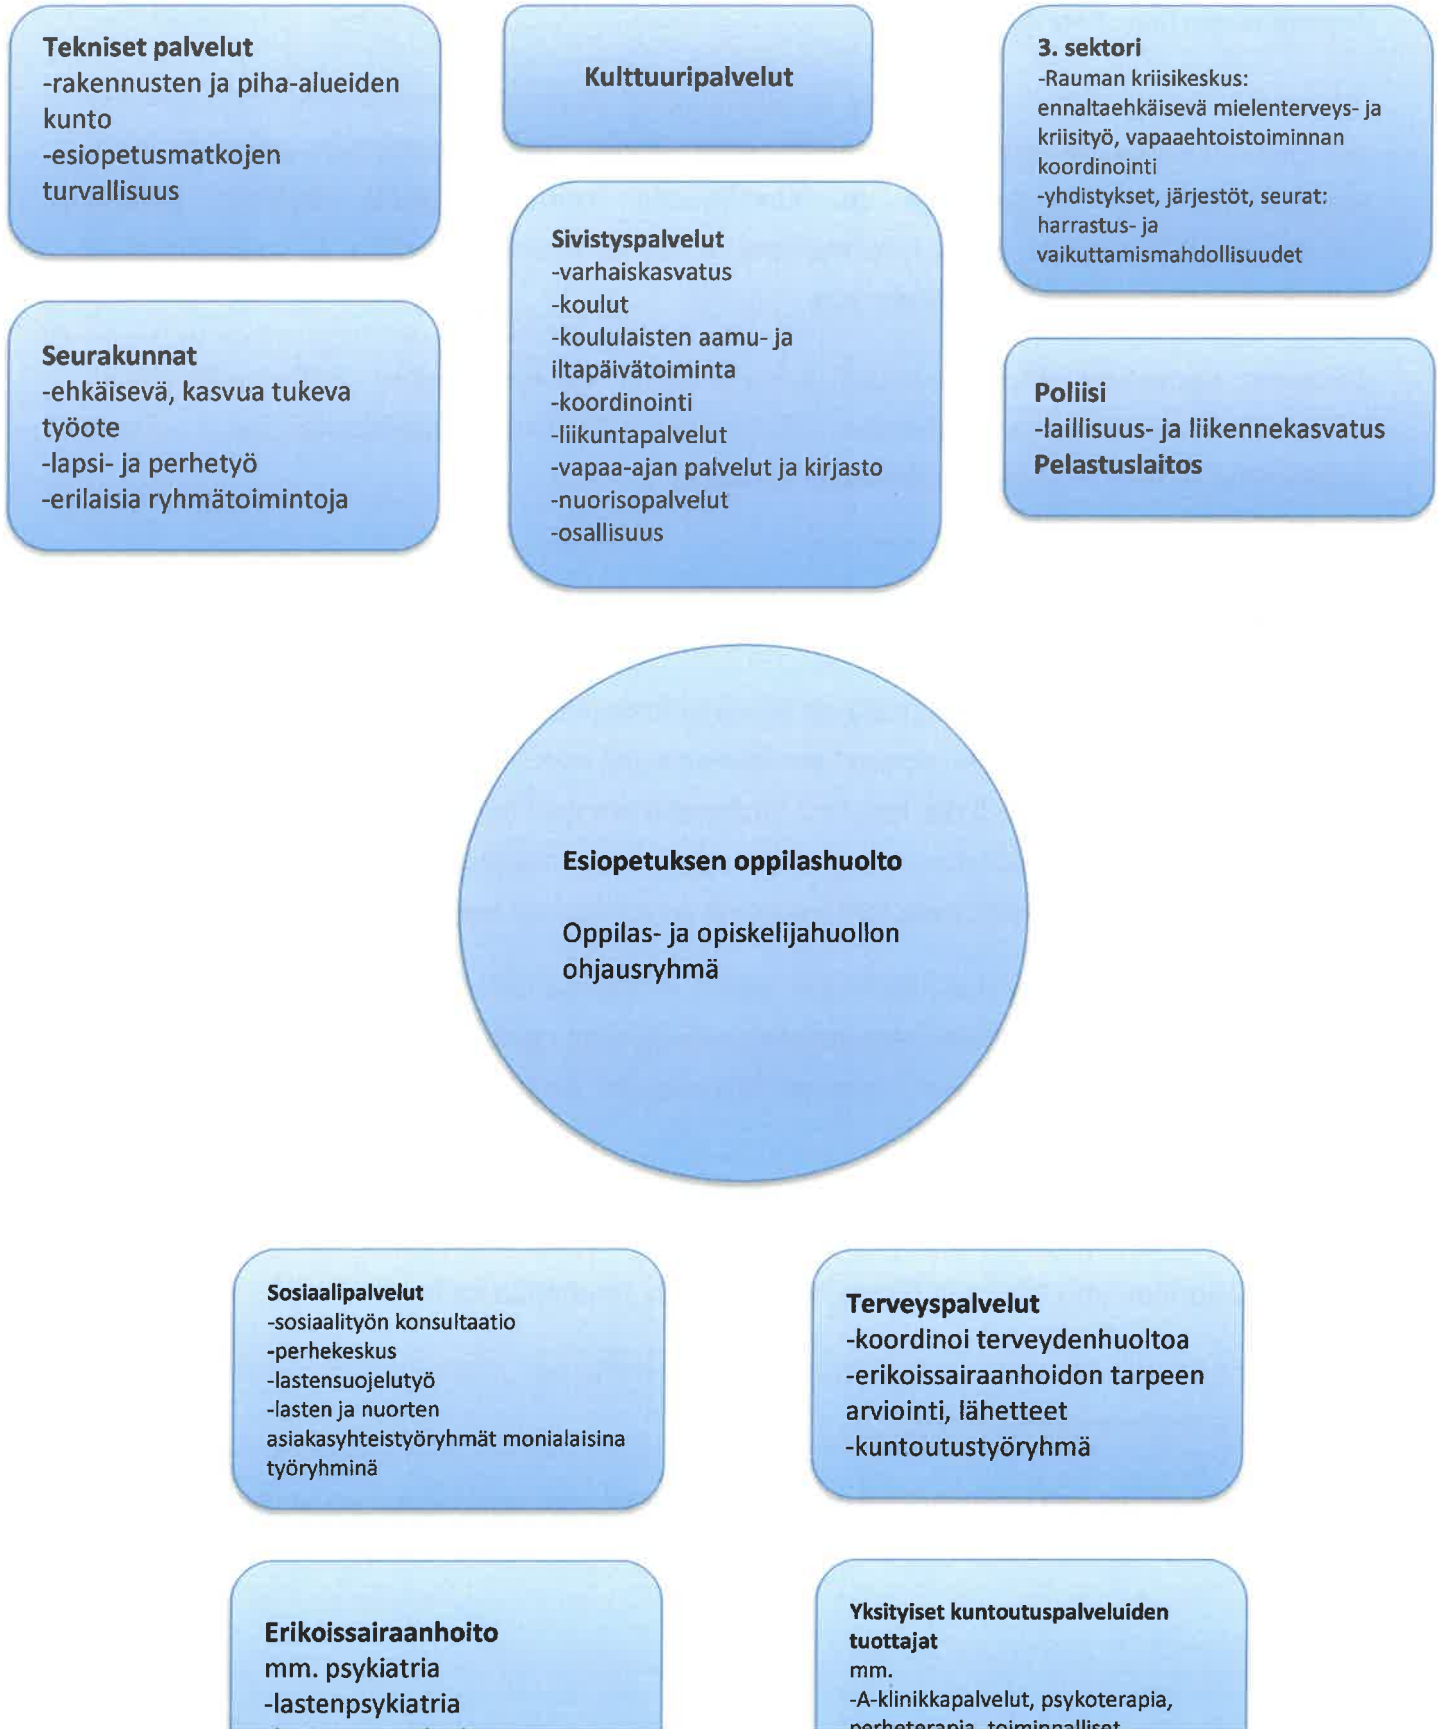 Tekniset palvelut
-rakennusten ja piha-alueiden
kunto
-esiopetusmatkojen
turvallisuus
Kulttuuripalvelut
3. sektori
-Rauman kriisikeskus:
ennaltaehkäisevä mielenterveys- ja
kriisityö, vapaaehtoistoiminnan
koordinointi
-yhdistykset, järjestöt, seurat:
harrastus- ja
vaikuttamismahdollisuudet
Seurakunnat
-ehkäisevä, kasvua tukeva
työote
-lapsi- ja perhetyö
-erilaisia ryhmätoimintoja
Sivistyspalvelut
-varhaiskasvatus
-koulut
-koululaisten aamu- ja
iltapäivätoiminta
-koordinointi
-liikuntapalvelut
-vapaa-ajan palvelut ja kirjasto
-nuorisopalvelut
-osallisuus
Poliisi
-laillisuus- ja liikennekasvatus
Pelastuslaitos
Esiopetuksen oppilashuolto
Oppilas- ja opiskelijahuollon
ohjausryhmä
Sosiaalipalvelut
-sosiaalityön konsultaatio
-perhekeskus
-lastensuojelutyö
-lasten ja nuorten
asiakasyhteistyöryhmät monialaisina
työryhminä
Terveyspalvelut
-koordinoi terveydenhuoltoa
-erikoissairaanhoidon tarpeen
arviointi, lähetteet
-kuntoutustyöryhmä
Erikoissairaanhoito
mm. psykiatria
-lastenpsykiatria
Yksityiset kuntoutuspalveluiden
tuottajat
mm.
-A-klinikkapalvelut, psykoterapia,
perheterapia, toiminnalliset